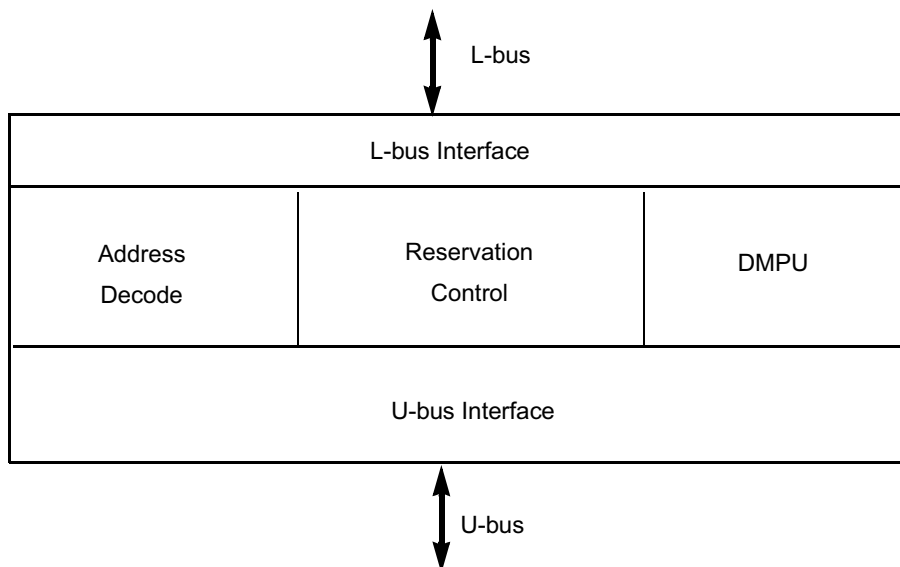 L-bus
L-bus Interface
Address
Decode
Reservation
Control
DMPU
U-bus Interface
U-bus